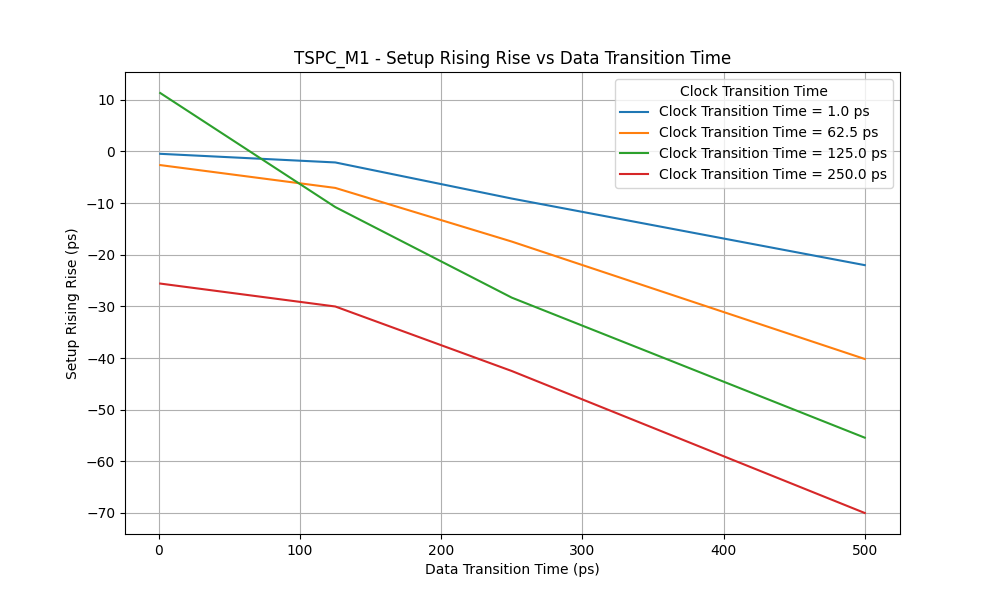 TSPC_M1 - Setup Rising Rise vs Data Transition Time
Clock Transition Time
Clock Transition Time = 1.0 ps
Clock Transition Time = 62.5 ps
Clock Transition Time = 125.0 ps
Clock Transition Time = 250.0 ps
Setup Rising Rise (ps)
10
0
−10
−20
−30
−40
−50
−60
−70
0 100 200 300 400 500
Data Transition Time (ps)